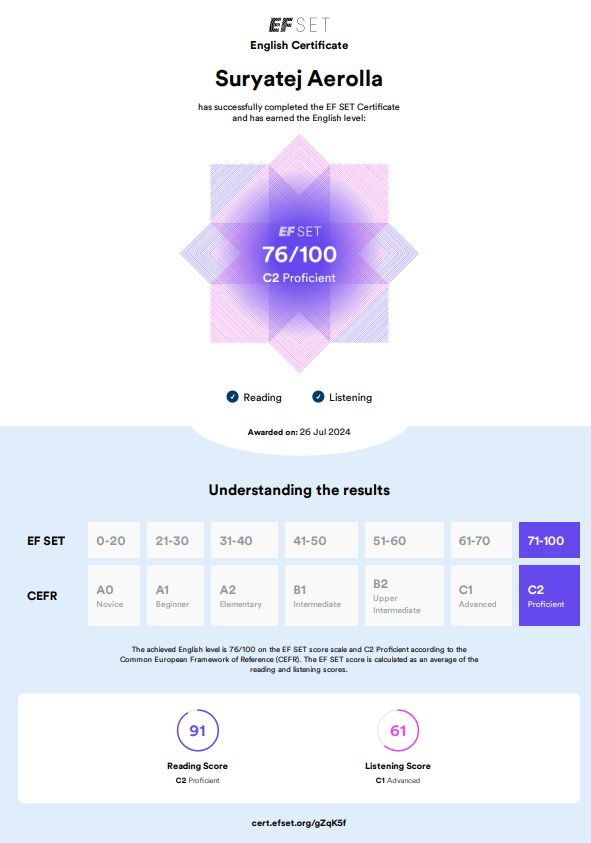 EFSET
English Certificate
Suryatej Aerolla
has successfully completed the EF SET Certificate
and has earned the English level:
EFSET
76/100
C2 Proficient
Reading Listening
Awarded on: 26 Jul 2024
Understanding the results
EF SET 0-20 21-30 31-40 41-50 51-60 61-70 71-100
CEFR A0 Novice A1 Beginner A2 Elementary B1 Intermediate B2 Upper Intermediate C1 Advanced C2 Proficient
The achieved English level is 76/100 on the EF SET score scale and C2 Proficient according to the
Common European Framework of Reference (CEFR). The EF SET score is calculated as an average of the
reading and listening scores.
91 61
Reading Score Listening Score
C2 Proficient C1 Advanced
cert.efset.org/gZqK5f